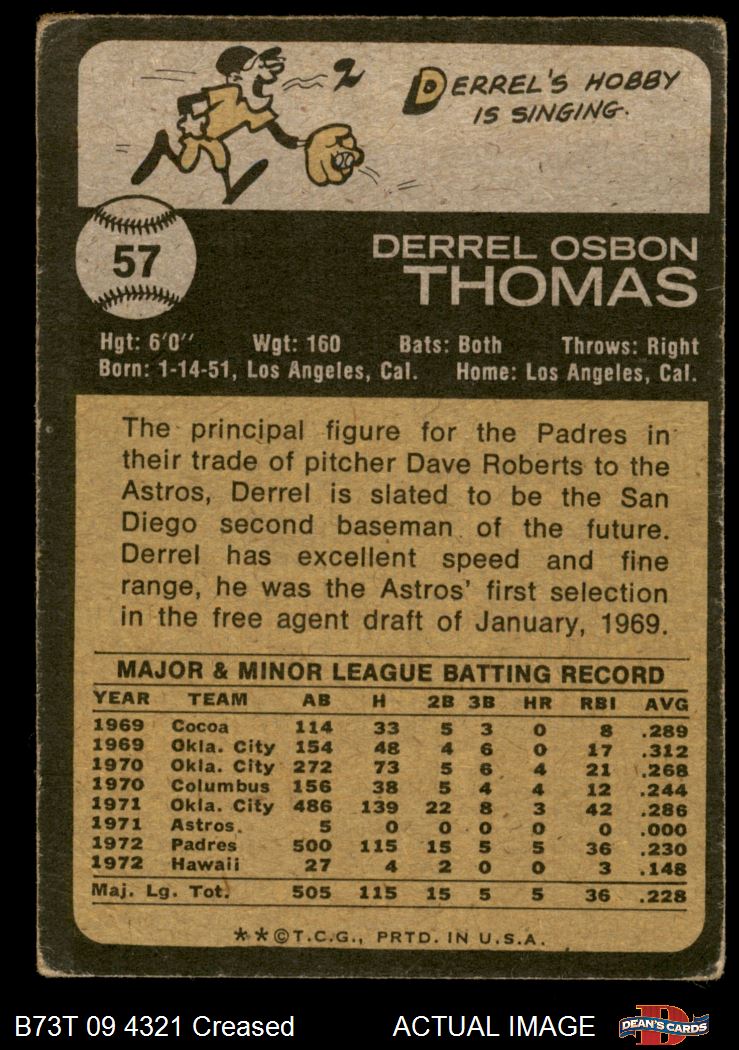 2
DERREL'S HOBBY
IS SINGING.
57
DERREL OSBON
THOMAS
Hgt: 6'0" Wgt: 160 Bats: Both Throws: Right
Born: 1-14-51, Los Angeles, Cal. Home: Los Angeles, Cal.
The principal figure for the Padres in
their trade of pitcher Dave Roberts to the
Astros, Derrel is slated to be the San
Diego second baseman of the future.
Derrel has excellent speed and fine
range, he was the Astros' first selection
in the free agent draft of January, 1969.
MAJOR & MINOR LEAGUE BATTING RECORD
YEAR TEAM AB H 2B 3B HR RBI AVG
1969 Cocoa 114 33 5 3 0 8 .289
1969 Okla. City 154 48 4 6 0 17 .312
1970 Okla. City 272 73 5 6 4 21 .268
1970 Columbus 156 38 5 4 4 12 .244
1971 Okla. City 486 139 22 8 3 42 .286
1971 Astros 5 0 0 0 0 0 .000
1972 Padres 500 115 15 5 5 36 .230
1972 Hawaii 27 4 2 0 0 3 .148
Maj. Lg. Tot. 505 115 15 5 5 36 .228
**©T.C.G., PRTD. IN U.S.A.
B73T 09 4321 Creased ACTUAL IMAGE D DEAN'S CARDS